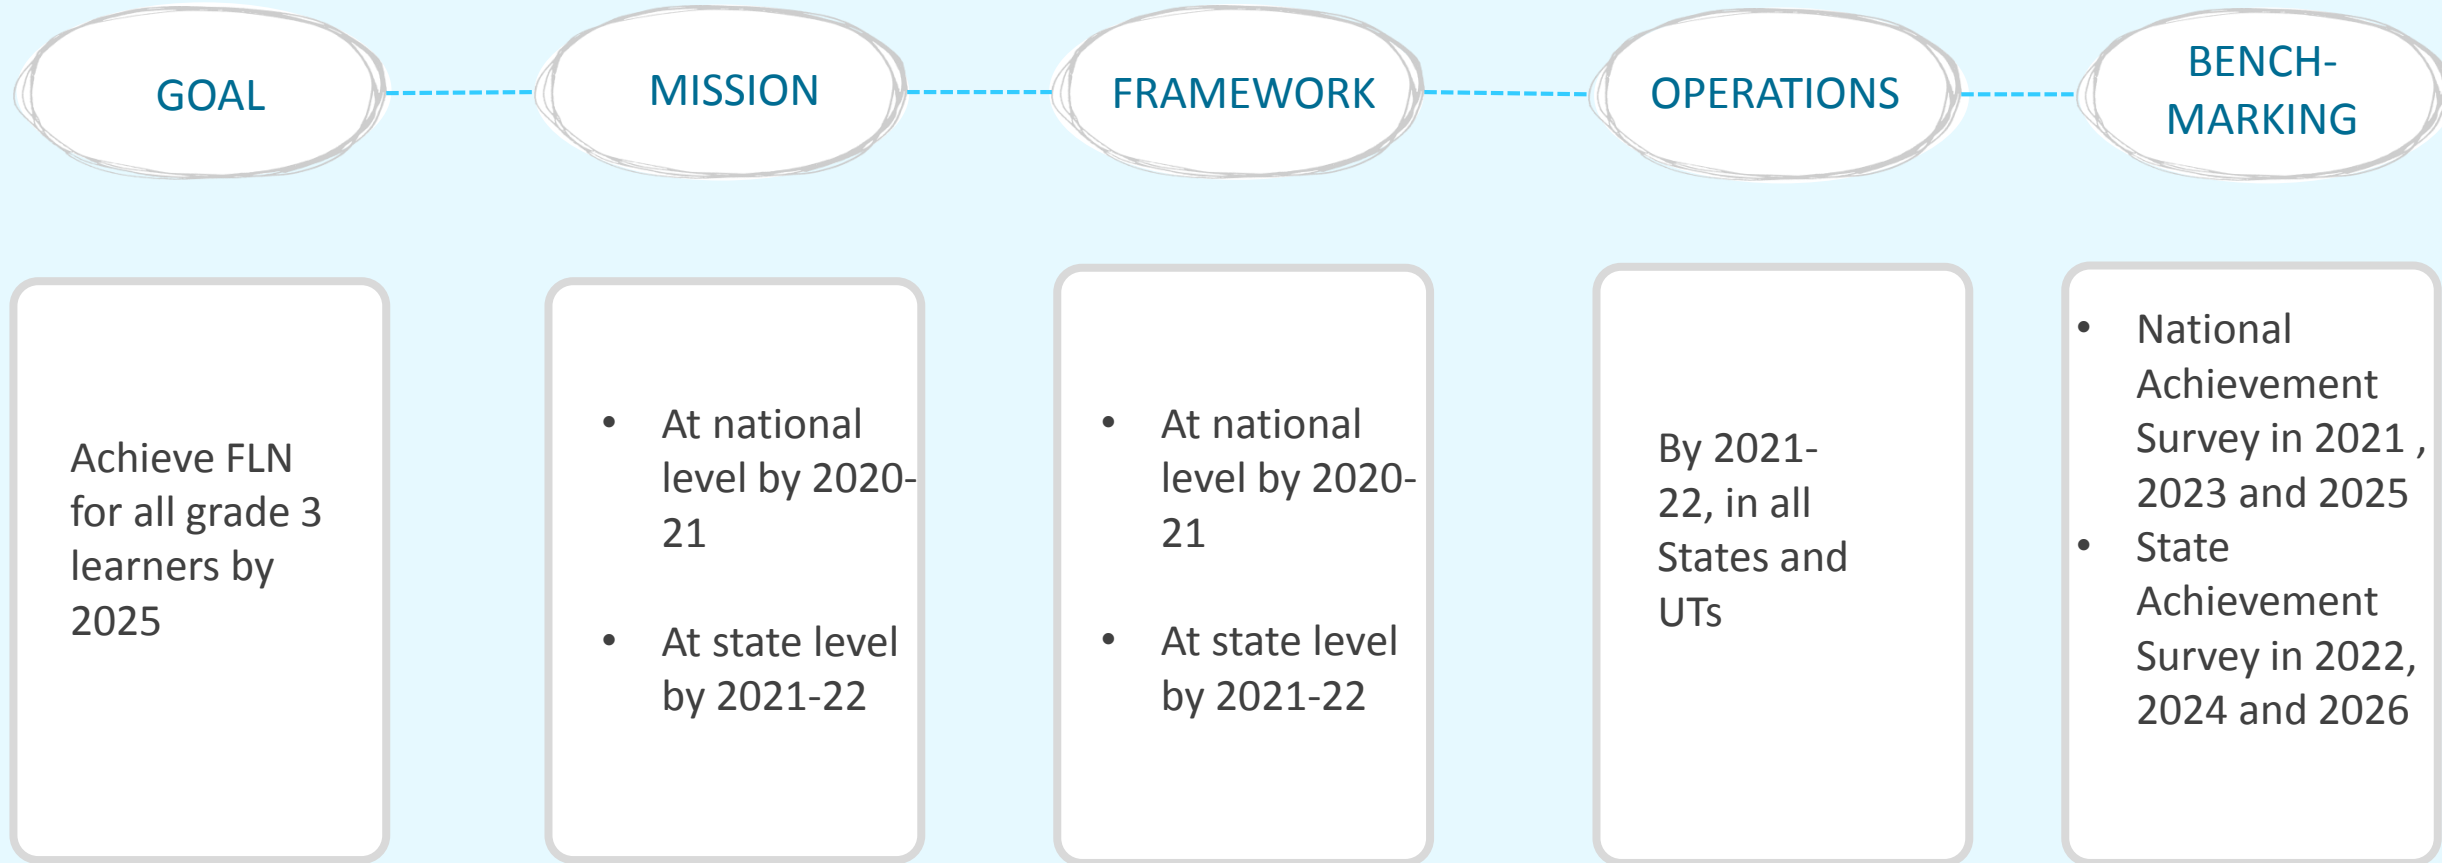 GOAL
MISSION
FRAMEWORK
OPERATIONS
BENCH-
MARKING
Achieve FLN
for all grade 3
learners by
2025
• At national
level by 2020-
21
• At state level
by 2021-22
• At national
level by 2020-
21
• At state level
by 2021-22
By 2021-
22, in all
States and
UTs
• National
Achievement
Survey in 2021 ,
2023 and 2025
• State
Achievement
Survey in 2022,
2024 and 2026